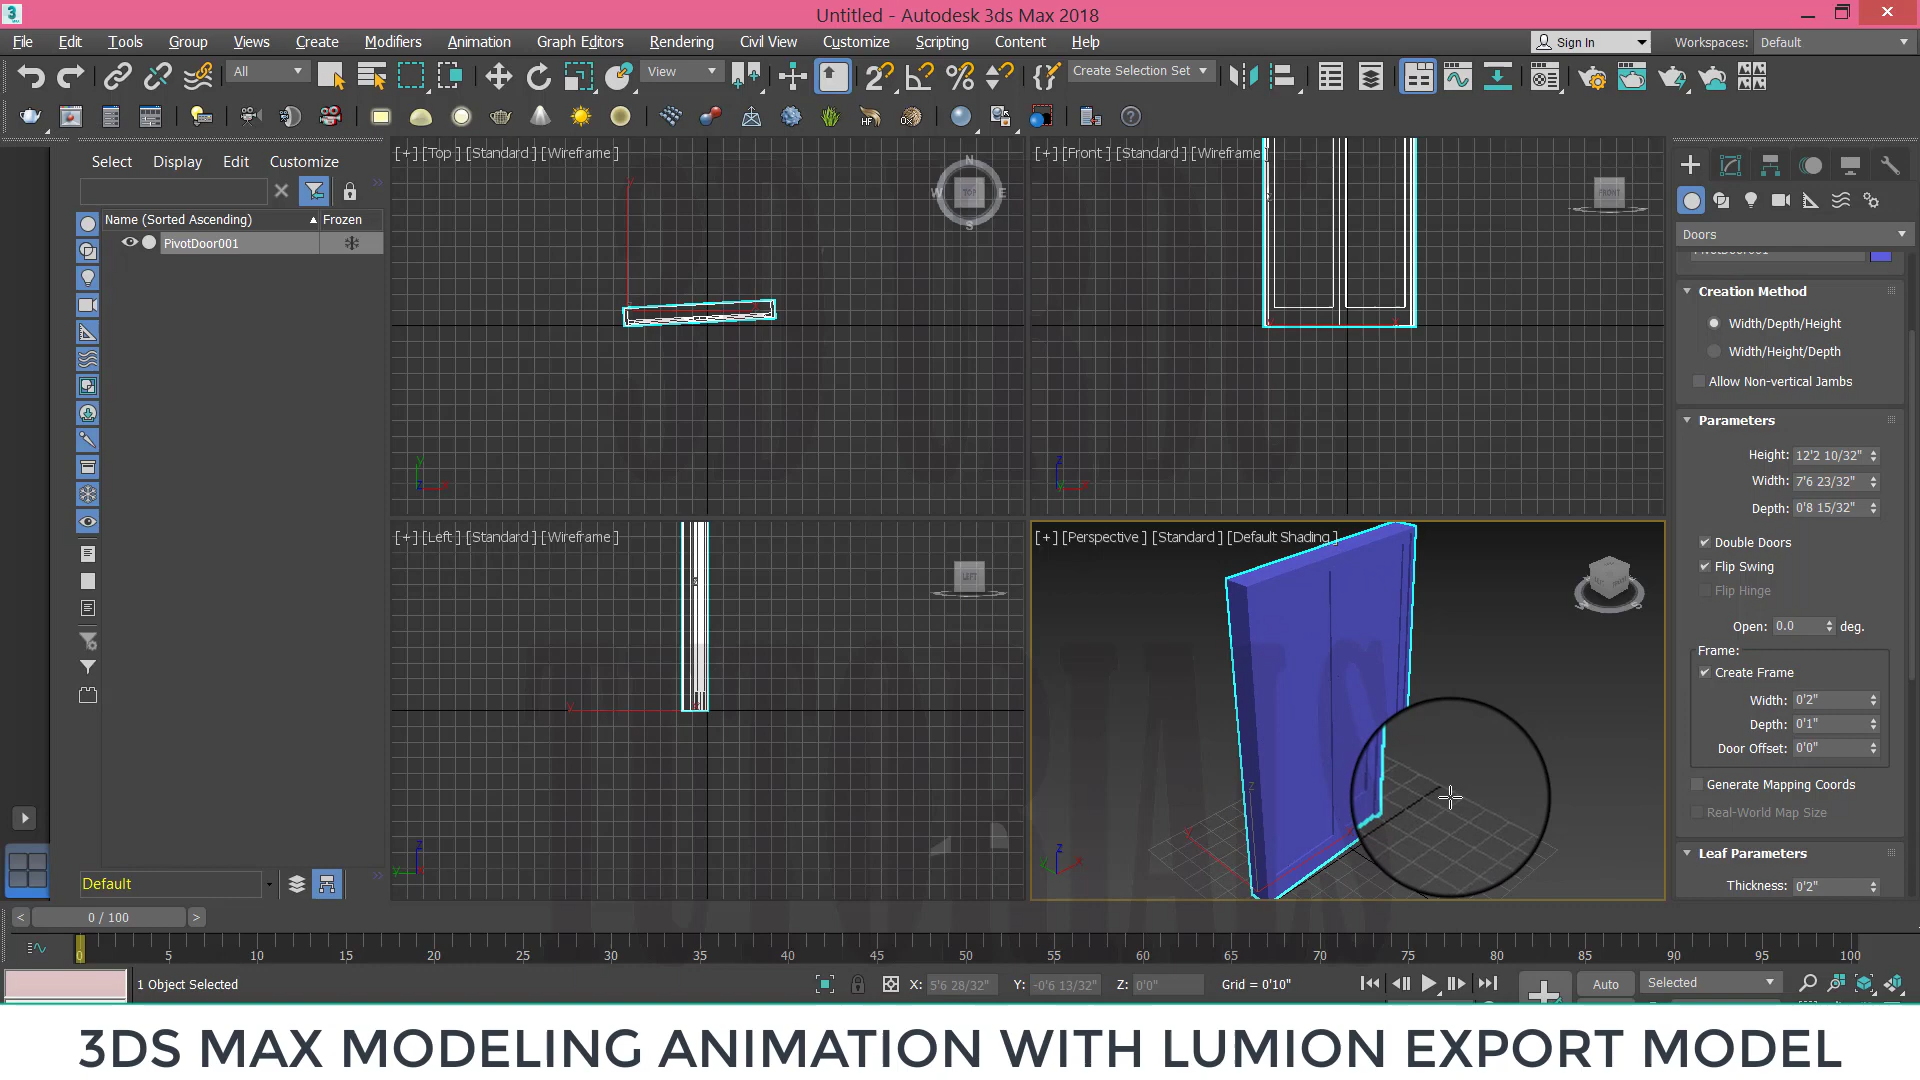 Untitled - Autodesk 3ds Max 2018
File Edit Tools Group Views Create Modifiers Animation Graph Editors Rendering Civil View Customize Scripting Content Help
Sign In Workspaces: Default
All View Create Selection Set
Select Display Edit Customize
Name (Sorted Ascending) Frozen
PivotDoor001
[+] [Top ] [Standard ] [Wireframe ]
TOP
N
W E
S
[+] [Front ] [Standard ] [Wireframe ]
FRONT
[+] [Left ] [Standard ] [Wireframe ]
LEFT
[+] [Perspective ] [Standard ] [Default Shading ]
Doors
Creation Method
Width/Depth/Height
Width/Height/Depth
Allow Non-vertical Jambs
Parameters
Height: 12'2 10/32"
Width: 7'6 23/32"
Depth: 0'8 15/32"
Double Doors
Flip Swing
Flip Hinge
Open: 0.0 deg.
Frame:
Create Frame
Width: 0'2"
Depth: 0'1"
Door Offset: 0'0"
Generate Mapping Coords
Real-World Map Size
Leaf Parameters
Thickness: 0'2"
Default
< 0 / 100 >
0 5 10 15 20 25 30 35 40 45 50 55 60 65 70 75 80 85 90 95 100
1 Object Selected X: 5'6 28/32" Y: -0'6 13/32" Z: 0'0" Grid = 0'10" Auto Selected
3DS MAX MODELING ANIMATION WITH LUMION EXPORT MODEL